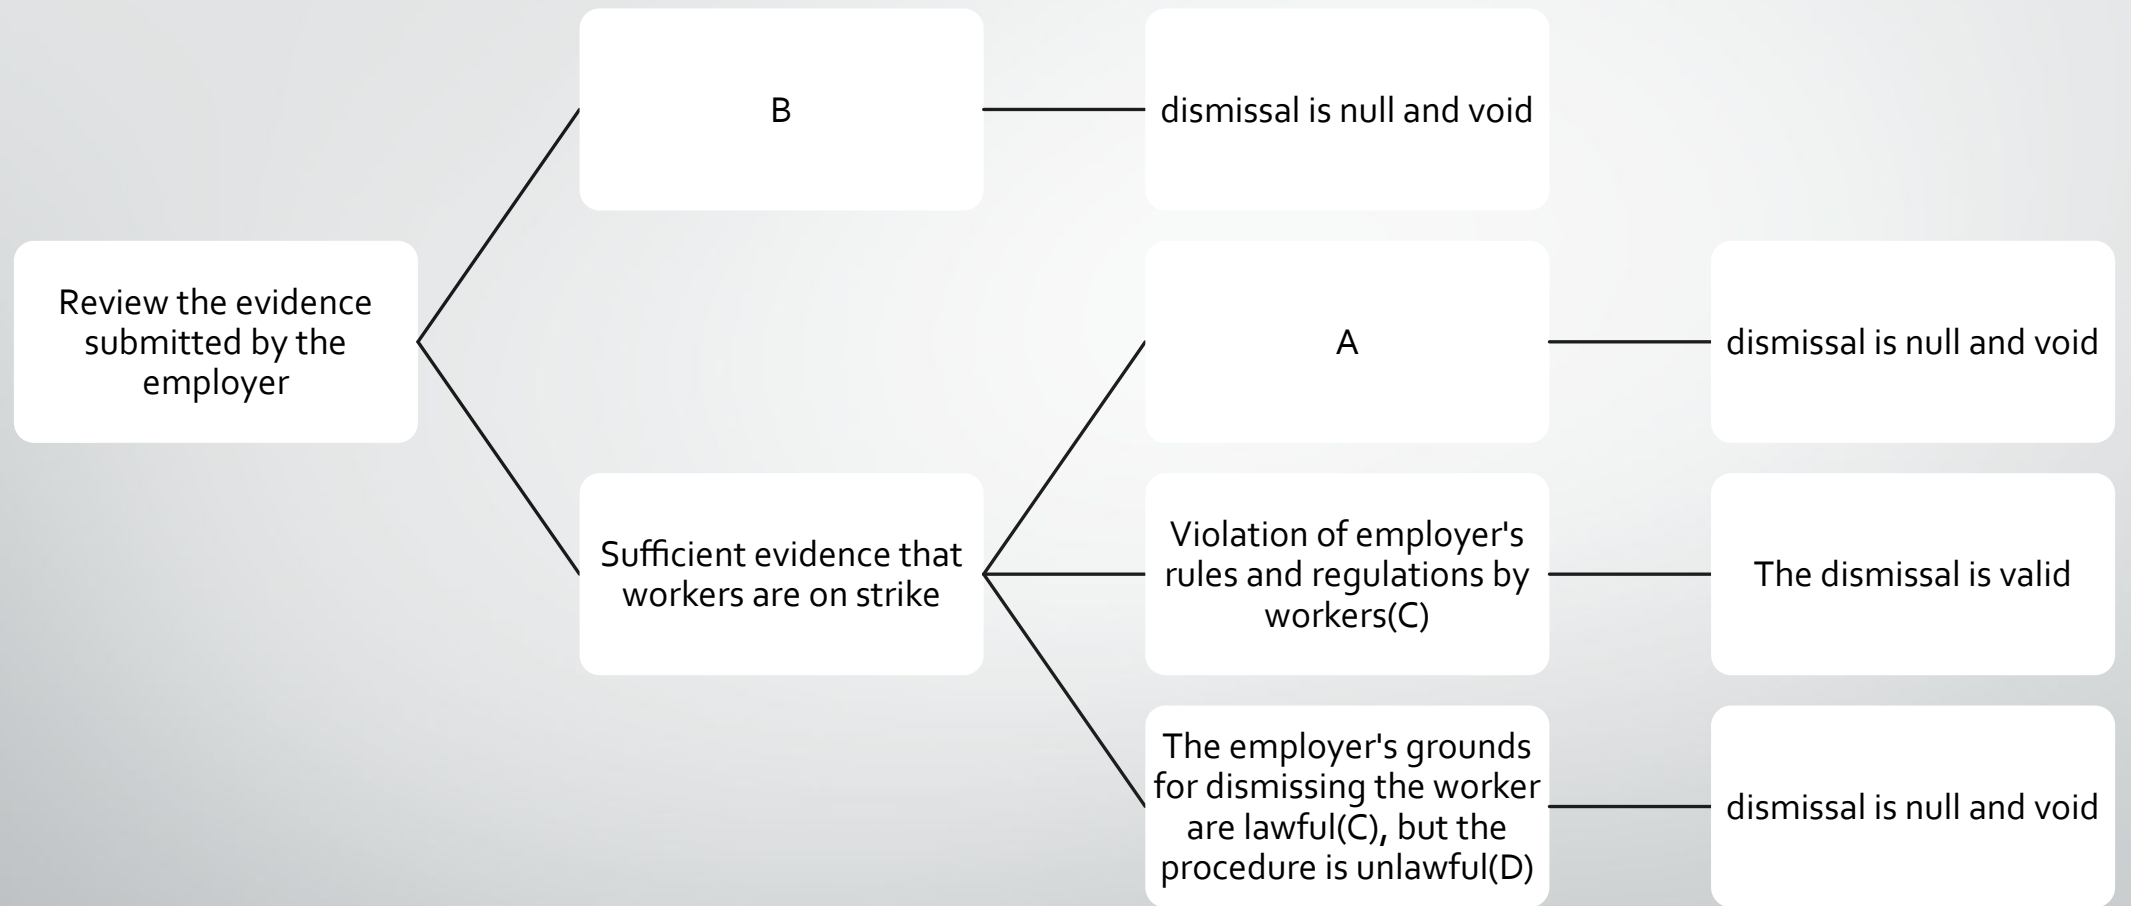 Review the evidence
submitted by the
employer
B
dismissal is null and void
Sufficient evidence that
workers are on strike
A
dismissal is null and void
Violation of employer's
rules and regulations by
workers(C)
The dismissal is valid
The employer's grounds
for dismissing the worker
are lawful(C), but the
procedure is unlawful(D)
dismissal is null and void